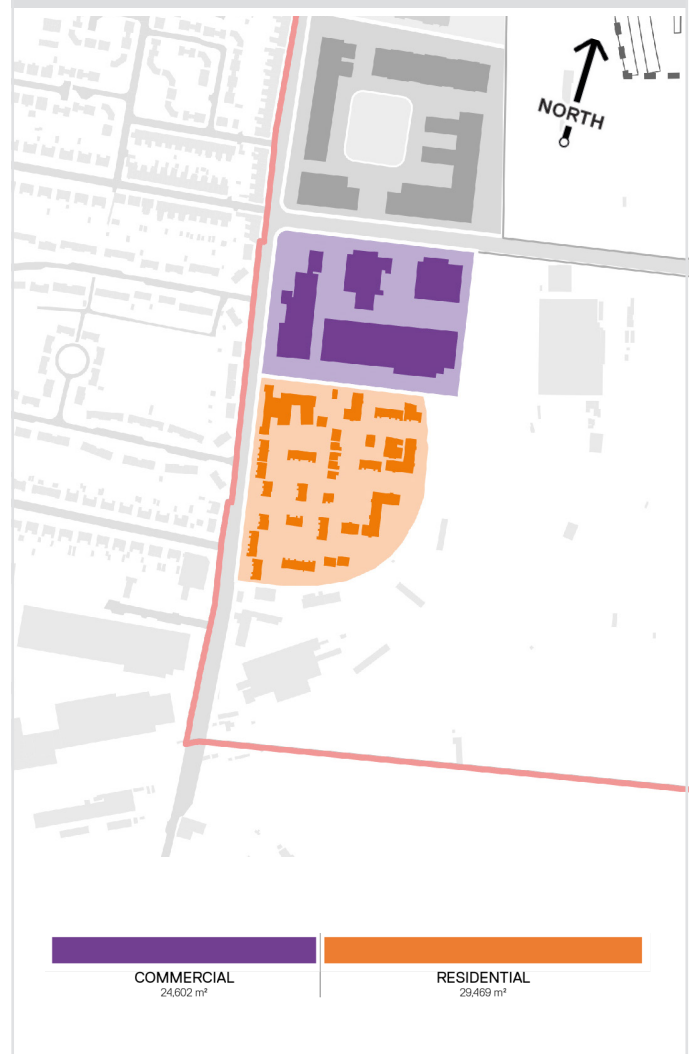 NORTH
COMMERCIAL
24,602 m²
RESIDENTIAL
29,469 m²